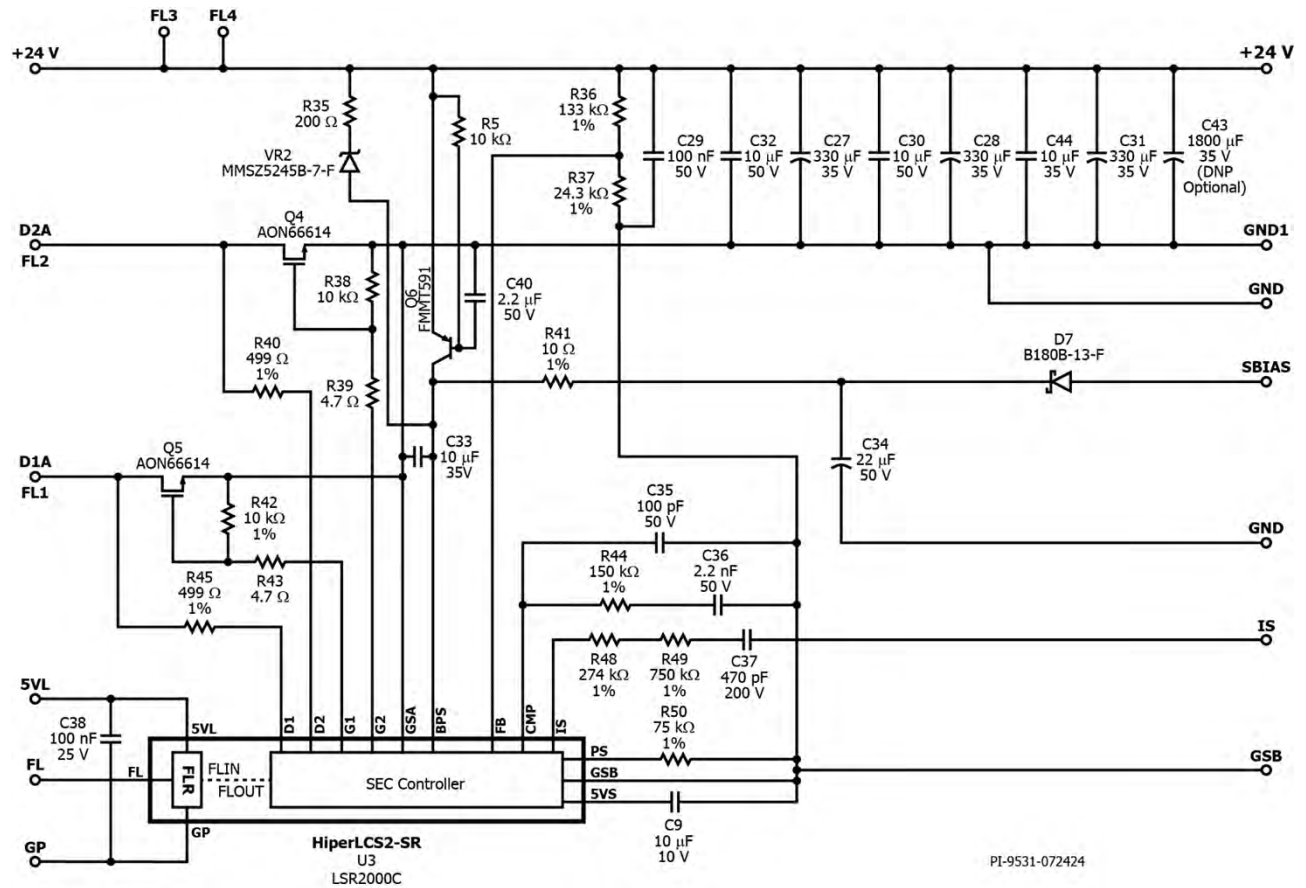 FL3
FL4
+24 V
+24 V
R35
200 Ω
VR2
MMSZ5245B-7-F
R5
10 kΩ
R36
133 kΩ
1%
R37
24.3 kΩ
1%
C29
100 nF
50 V
C32
10 μF
50 V
C27
330 μF
35 V
C30
10 μF
50 V
C28
330 μF
35 V
C44
10 μF
35 V
C31
330 μF
35 V
C43
1800 μF
35 V
(DNP
Optional)
D2A
FL2
Q4
AON66614
GND1
GND
R38
10 kΩ
Q6
FMMT591
C40
2.2 μF
50 V
R40
499 Ω
1%
R39
4.7 Ω
R41
10 Ω
1%
D7
B180B-13-F
SBIAS
D1A
FL1
Q5
AON66614
C33
10 μF
35V
C34
22 μF
50 V
R42
10 kΩ
1%
R43
4.7 Ω
R45
499 Ω
1%
C35
100 pF
50 V
GND
R44
150 kΩ
1%
C36
2.2 nF
50 V
IS
R48
274 kΩ
1%
R49
750 kΩ
1%
C37
470 pF
200 V
5VL
C38
100 nF
25 V
5VL
D1
D2
G1
G2
GSA
BPS
FB
CMP
IS
R50
75 kΩ
1%
PS
GSB
5VS
GSB
FL
FL
FLR
FLIN
FLOUT
SEC Controller
GP
GP
C9
10 μF
10 V
HiperLCS2-SR
U3
LSR2000C
PI-9531-072424